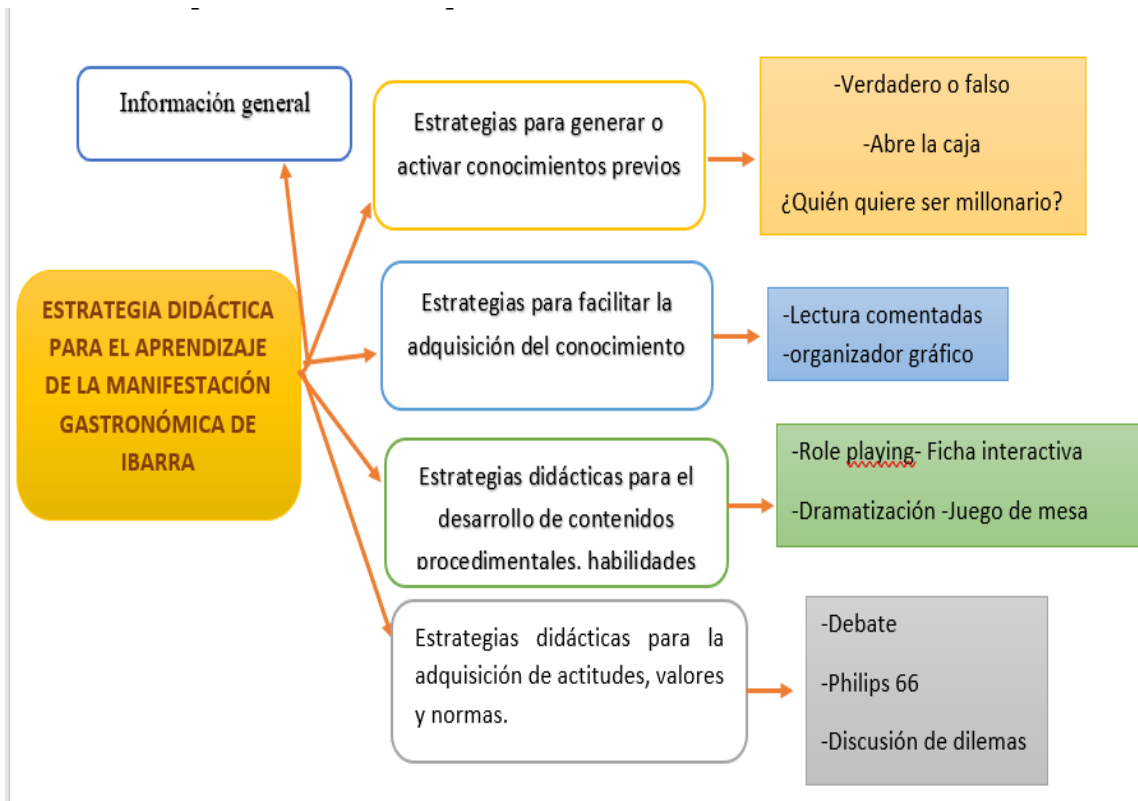 Información general
ESTRATEGIA DIDÁCTICA
PARA EL APRENDIZAJE
DE LA MANIFESTACIÓN
GASTRONÓMICA DE
IBARRA
Estrategias para generar o
activar conocimientos previos
-Verdadero o falso
-Abre la caja
¿Quién quiere ser millonario?
Estrategias para facilitar la
adquisición del conocimiento
-Lectura comentadas
-organizador gráfico
Estrategias didácticas para el
desarrollo de contenidos
procedimentales, habilidades
-Role playing- Ficha interactiva
-Dramatización -Juego de mesa
Estrategias didácticas para la
adquisición de actitudes, valores
y normas.
-Debate
-Philips 66
-Discusión de dilemas